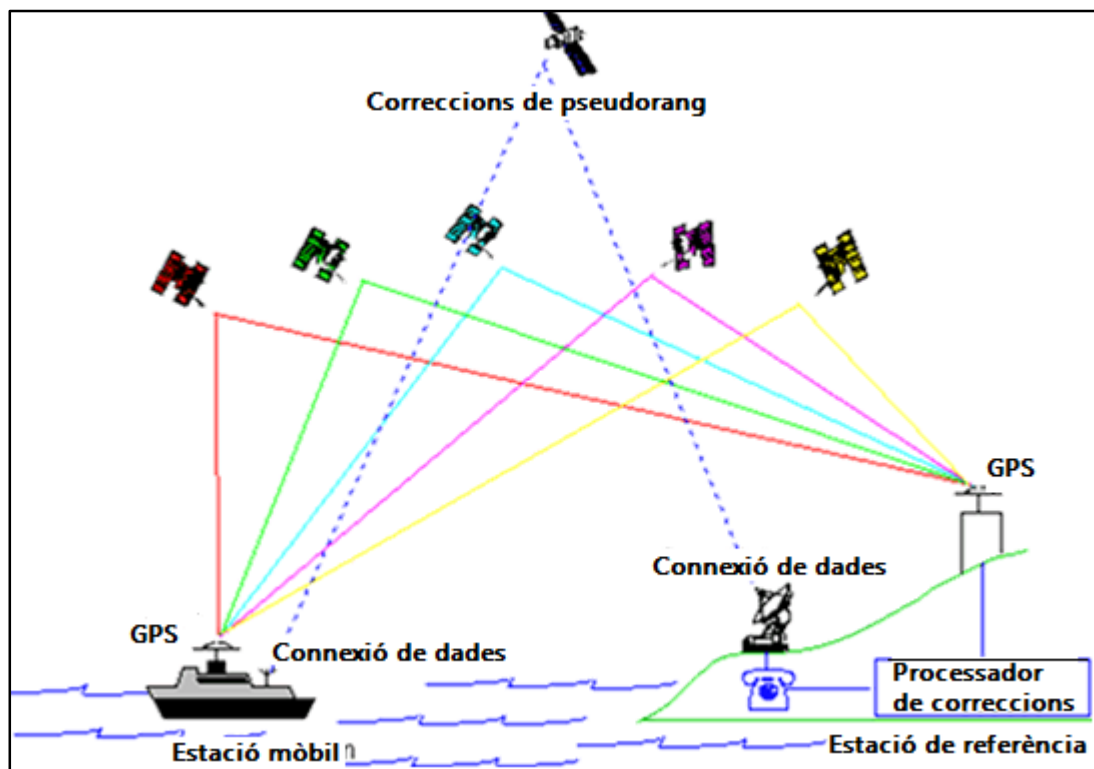 Correccions de pseudorang
GPS
Connexió de dades
GPS
Connexió de dades
Processador
de correccions
Estació mòbil
Estació de referència